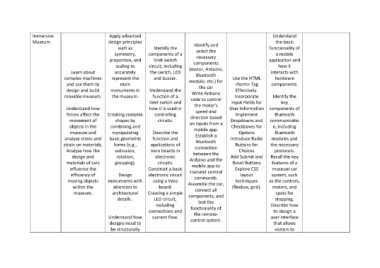 Immersive
Museum
Learn about
complex machines
and use them to
design and build
movable museum.
Understand how
forces affect the
movement of
objects in the
museum and
analyse stress and
strain on materials.
Analyse how the
design and
materials of cars
influence the
efficiency of
moving objects
within the
museum.
Apply advanced
design principles
such as
symmetry,
proportion, and
scaling to
accurately
represent the
main
monuments in
the museum.
Creating complex
shapes by
combining and
manipulating
basic geometric
forms (e.g.,
extrusion,
rotation,
grouping).
Design
monuments with
attention to
architectural
details.
Understand how
designs need to
be structurally
Identify the
components of a
limit switch
circuit, including
the switch, LED
and buzzer.
Understand the
function of a
limit switch and
how it is used in
controlling
circuits.
Describe the
function and
applications of
Vero boards in
electronic
circuits.
Construct a basic
electronic circuit
using a Vero
board.
Creating a simple
LED circuit,
including
connections and
current flow.
Identify and
select the
necessary
components
(motor, Arduino,
Bluetooth
module, etc.) for
the car
Write Arduino
code to control
the motor's
speed and
direction based
on inputs from a
mobile app.
Establish a
Bluetooth
connection
between the
Arduino and the
mobile app to
transmit control
commands.
Assemble the car,
connect all
components, and
test the
functionality of
the remote-
control system.
Use the HTML
<form> Tag
Effectively.
Incorporate
Input Fields for
User Information
Implement
Dropdowns and
Checkboxes for
Options
Introduce Radio
Buttons for
Choices
Add Submit and
Reset Buttons
Explore CSS
layout
techniques
(flexbox, grid).
Understand
the basic
functionality of
a mobile
application and
how it
interacts with
hardware
components.
Identify the
key
components of
Bluetooth
communicatio
n, including
Bluetooth
modules and
the necessary
protocols.
Recall the key
features of a
museum car
system, such
as the controls,
motors, and
spots for
stopping.
Describe how
to design a
user interface
that allows
visitors to